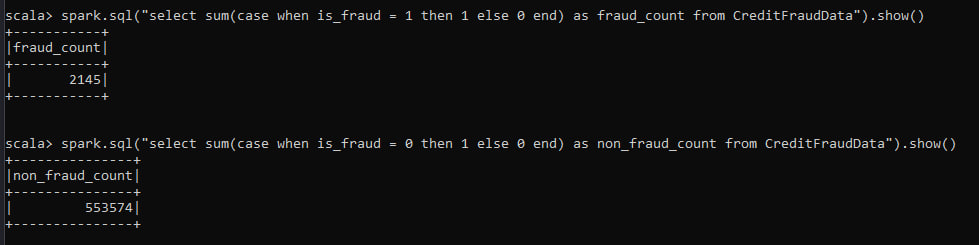 scala> spark.sql("select sum(case when is_fraud = 1 then 1 else 0 end) as fraud_count from CreditFraudData").show()
+-----------+
|fraud_count|
+-----------+
|       2145|
+-----------+
scala> spark.sql("select sum(case when is_fraud = 0 then 1 else 0 end) as non_fraud_count from CreditFraudData").show()
+---------------+
|non_fraud_count|
+---------------+
|         553574|
+---------------+